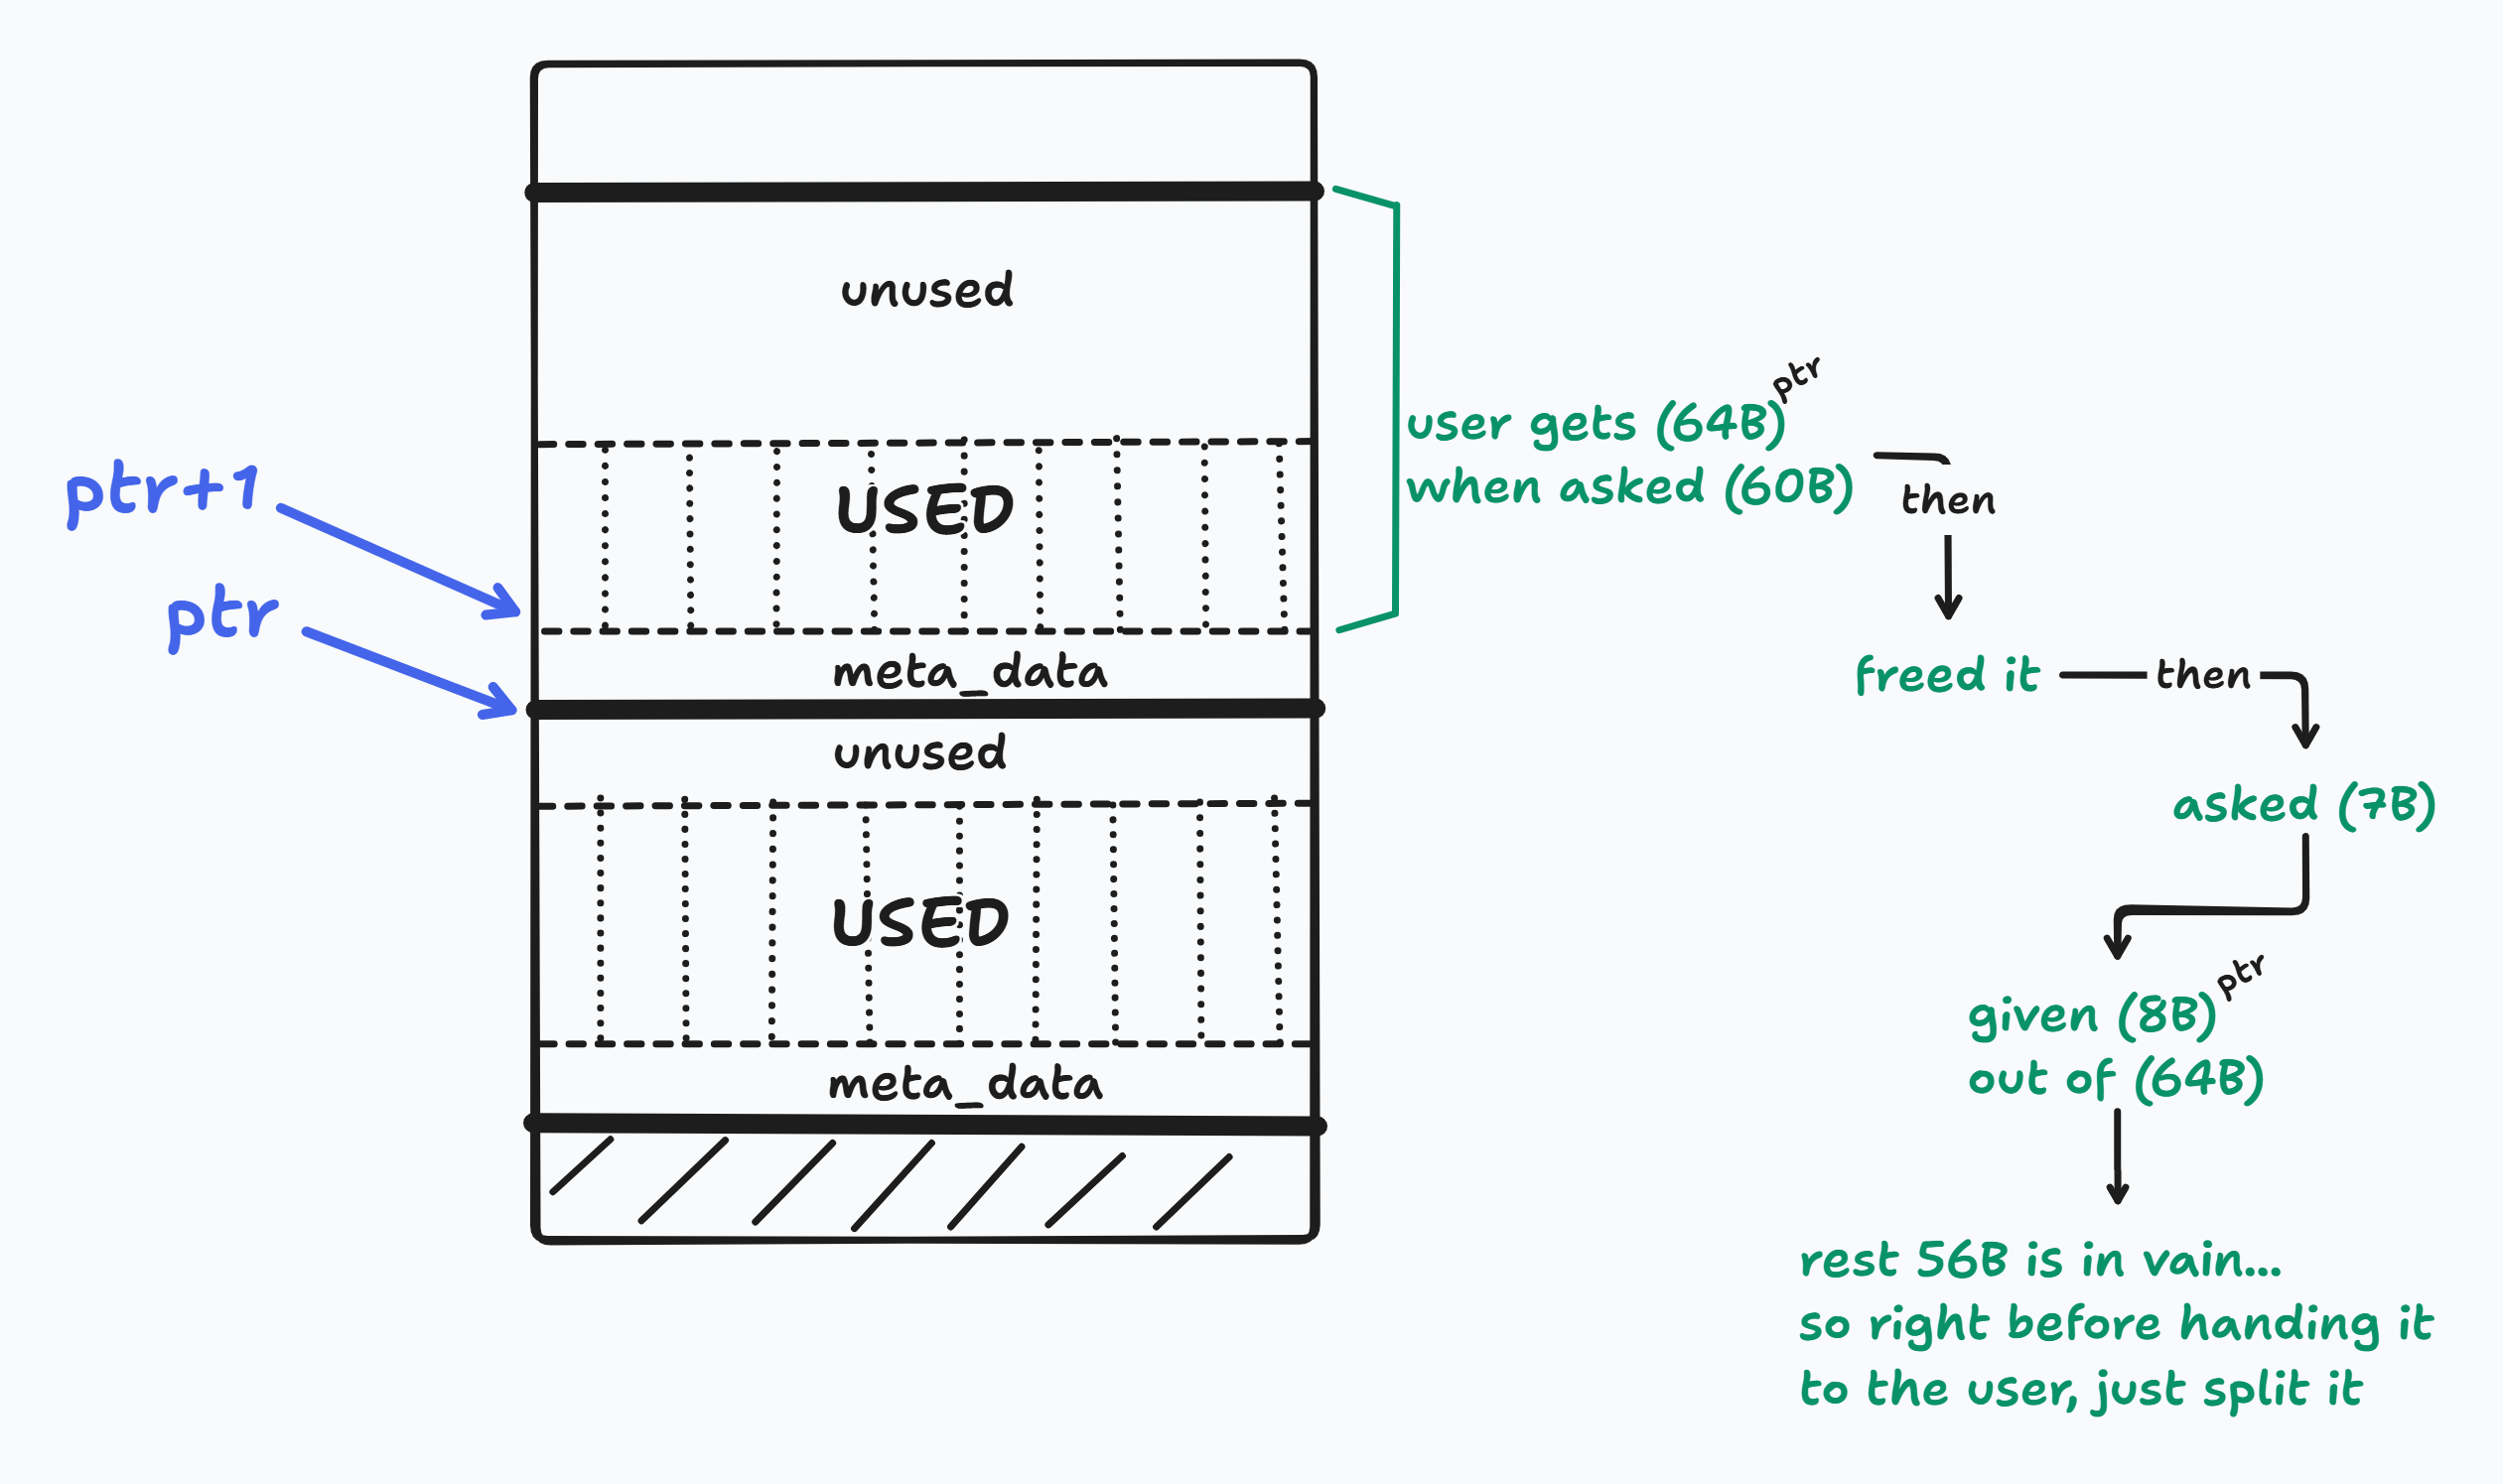 unused
ptr
user gets (64B)
when asked (60B)
ptr+1
USED
then
ptr
meta_data
freed it
then
unused
asked (7B)
USED
ptr
given (8B)
out of (64B)
meta_data
rest 56B is in vain...
so right before handing it
to the user, just split it